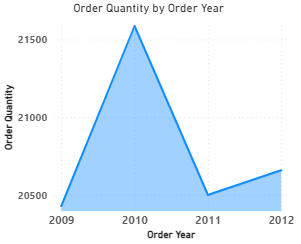 Order Quantity by Order Year
21500
21000
20500
Order Quantity
2009 2010 2011 2012
Order Year